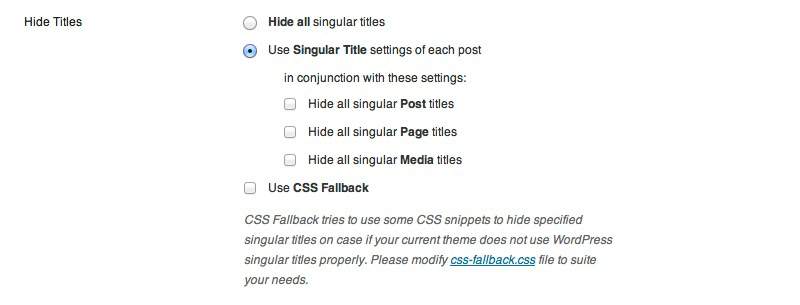 Hide Titles
Hide all singular titles
Use Singular Title settings of each post
in conjunction with these settings:
Hide all singular Post titles
Hide all singular Page titles
Hide all singular Media titles
Use CSS Fallback
CSS Fallback tries to use some CSS snippets to hide specified
singular titles on case if your current theme does not use WordPress
singular titles properly. Please modify css-fallback.css file to suite
your needs.